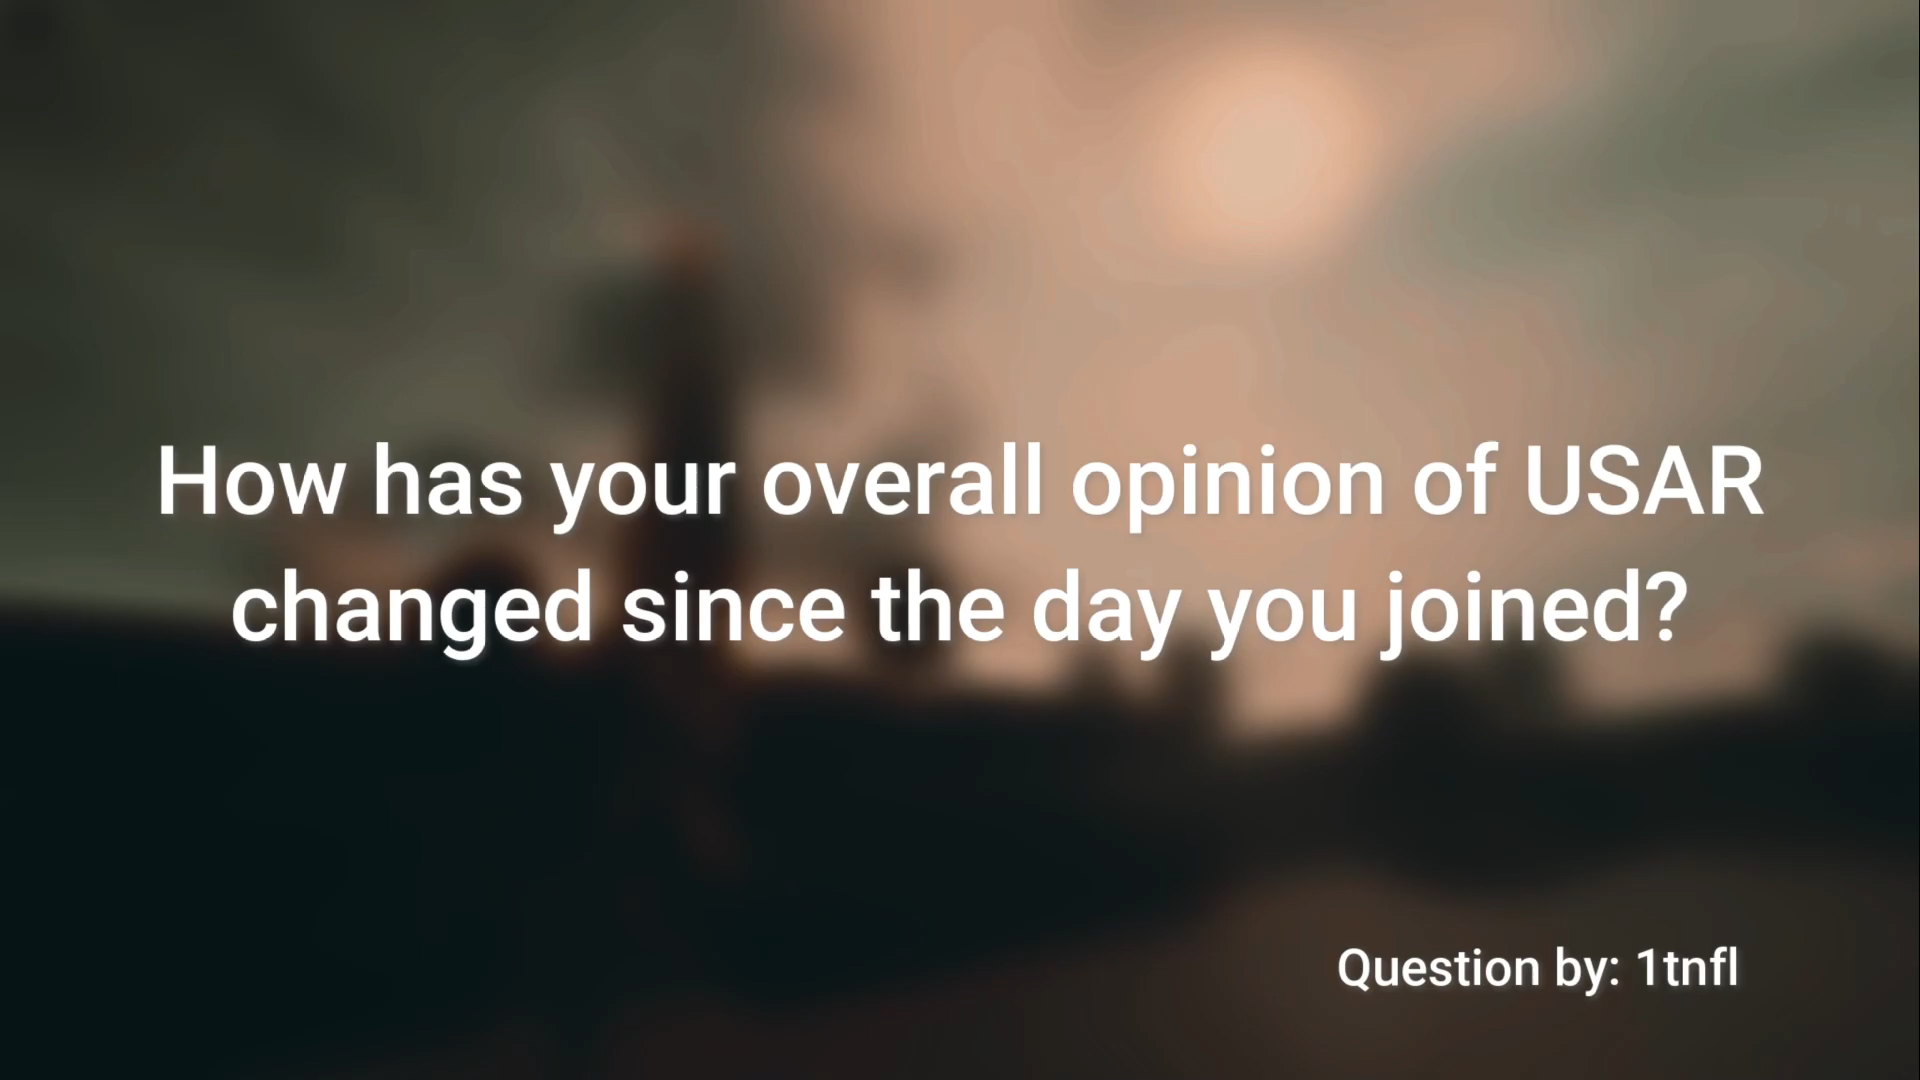 How has your overall opinion of USAR
changed since the day you joined?
Question by: 1tnfl